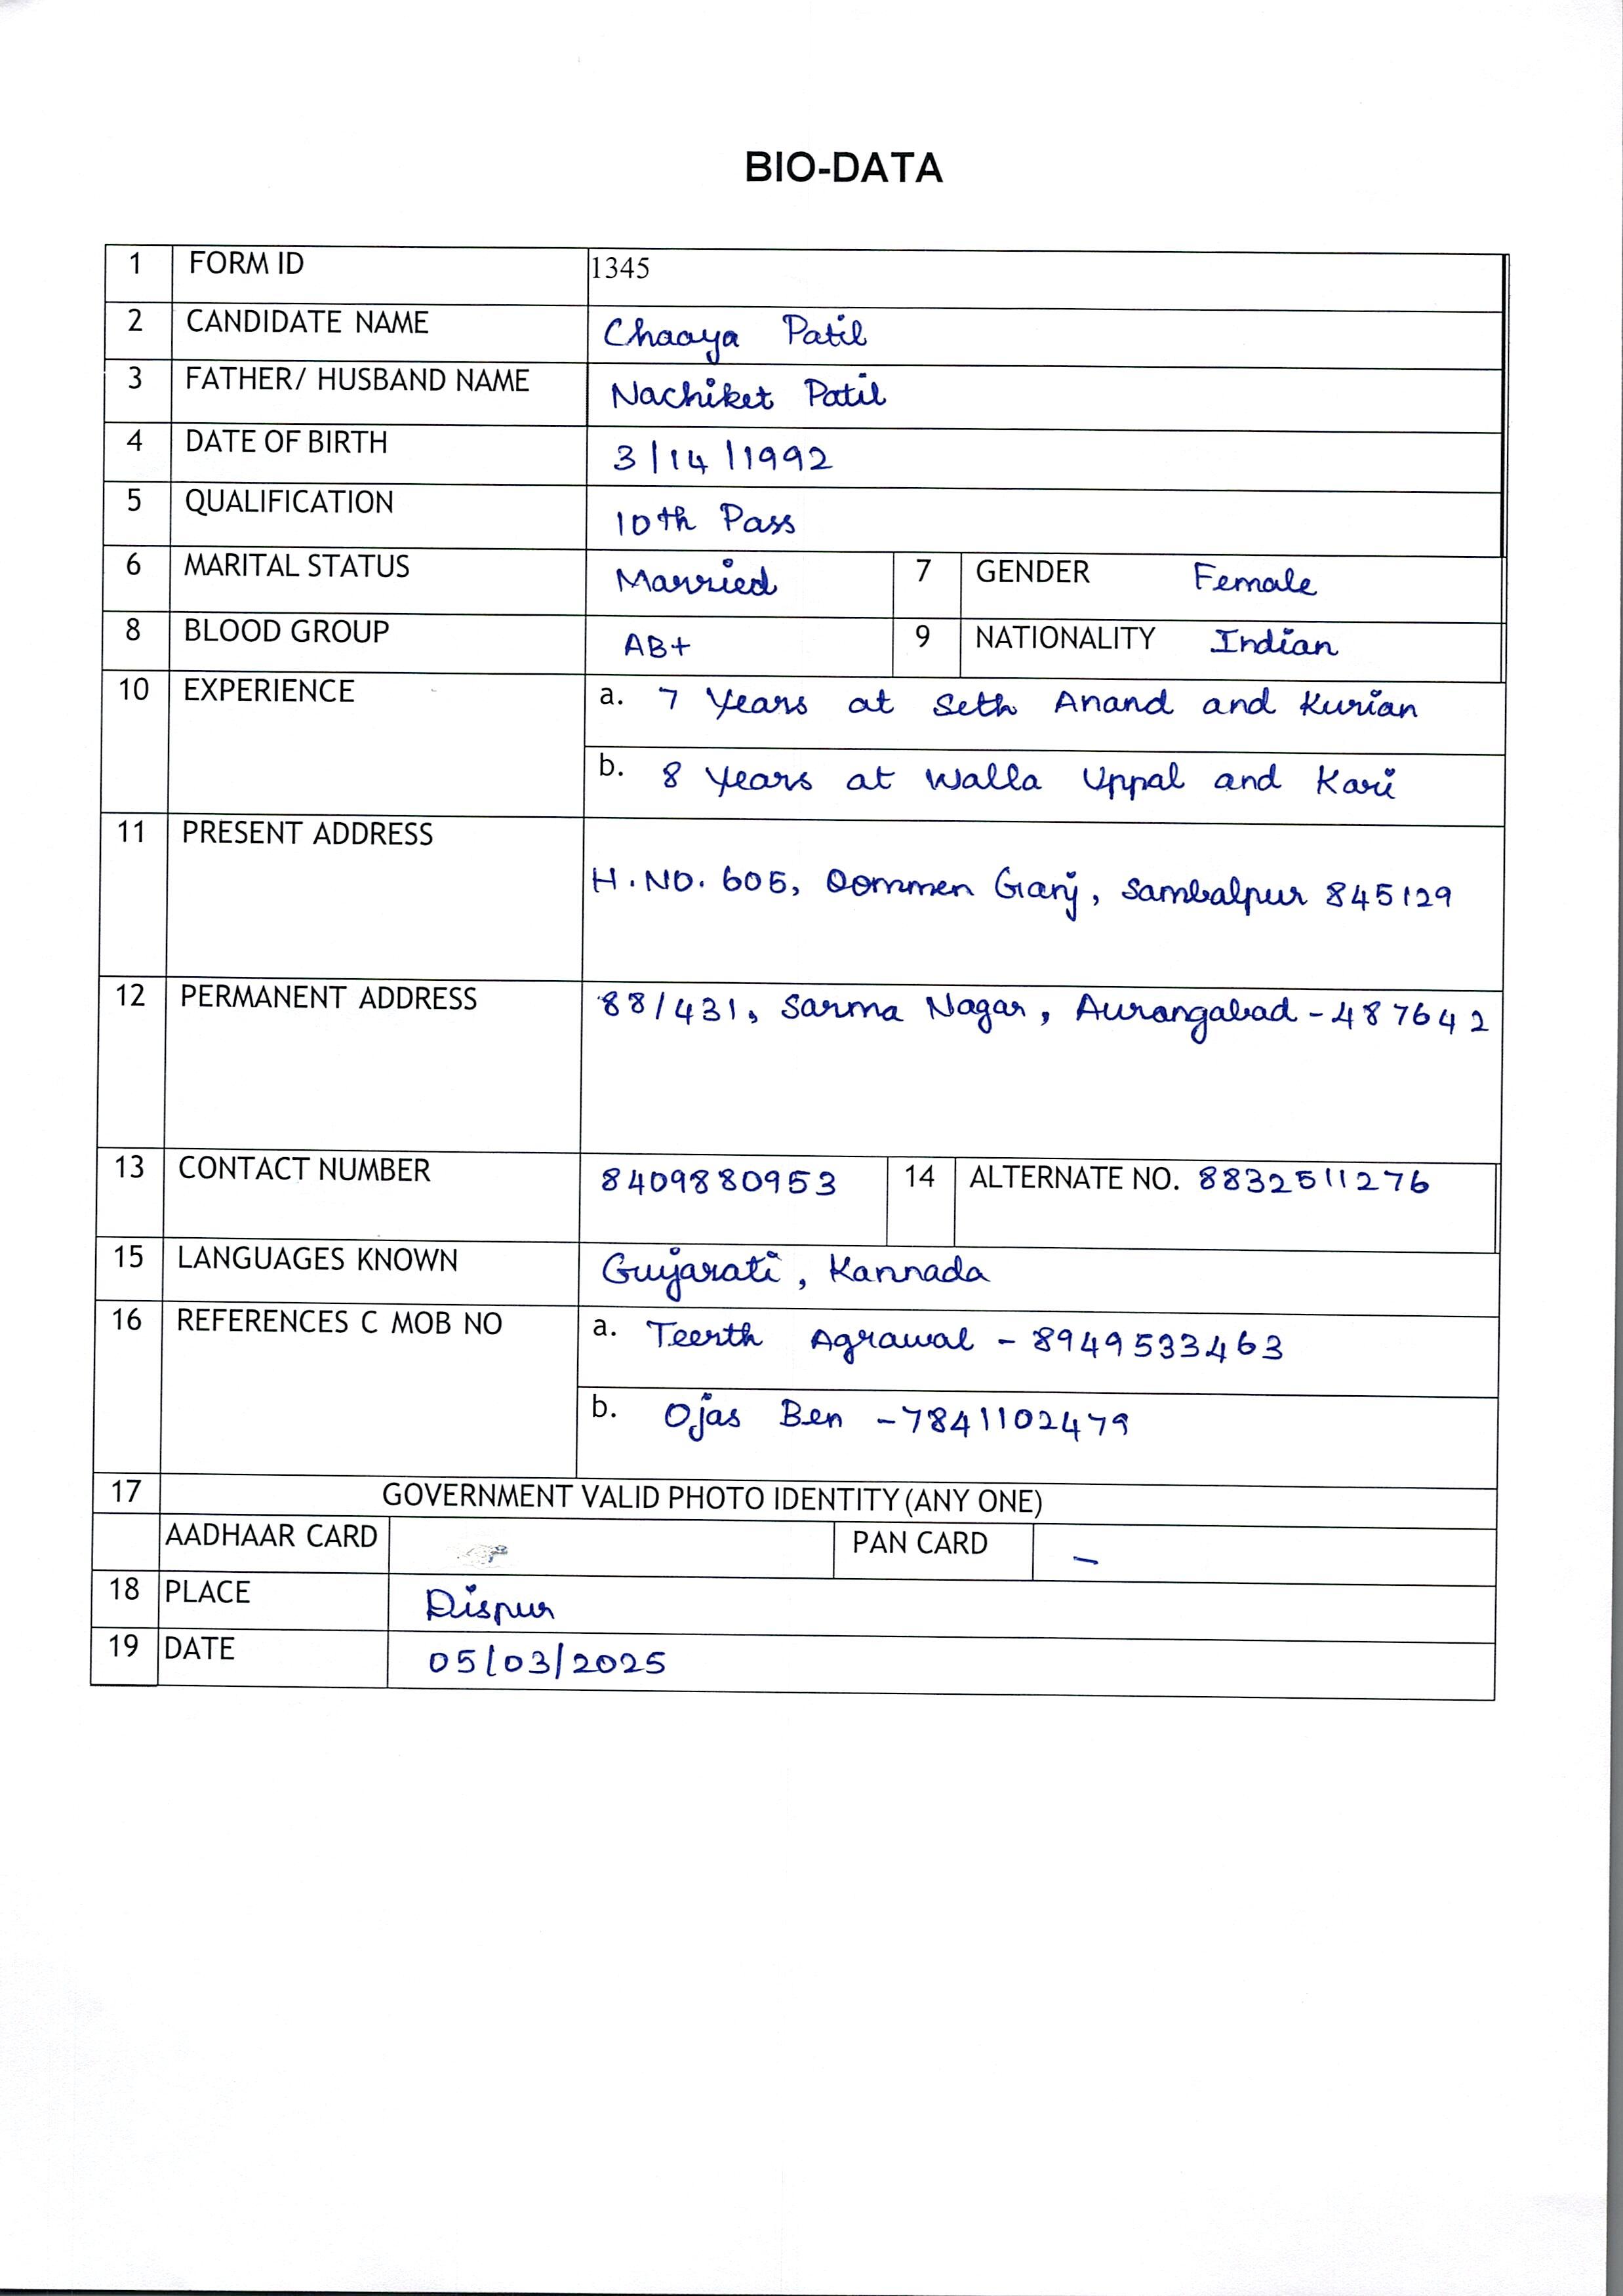 BIO-DATA
1 FORM ID 1345
2 CANDIDATE NAME Chaaya Patil
3 FATHER/ HUSBAND NAME Nachiket Patil
4 DATE OF BIRTH 3/14/1992
5 QUALIFICATION 10th Pass
6 MARITAL STATUS Married 7 GENDER Female
8 BLOOD GROUP AB+ 9 NATIONALITY Indian
10 EXPERIENCE a. 7 Years at Seth Anand and Kurian
b. 8 Years at Walla Uppal and Kari
11 PRESENT ADDRESS
H.NO. 605, Oommen Ganj, Sambalpur 845129
12 PERMANENT ADDRESS 88/431, Sarma Nagar, Aurangabad - 487642
13 CONTACT NUMBER 8409880953 14 ALTERNATE NO. 8832511276
15 LANGUAGES KNOWN Gujarati, Kannada
16 REFERENCES C MOB NO a. Teerth Agrawal - 8949533463
b. Ojas Ben - 7841102479
17 GOVERNMENT VALID PHOTO IDENTITY (ANY ONE)
AADHAAR CARD PAN CARD -
18 PLACE Dispur
19 DATE 05/03/2025